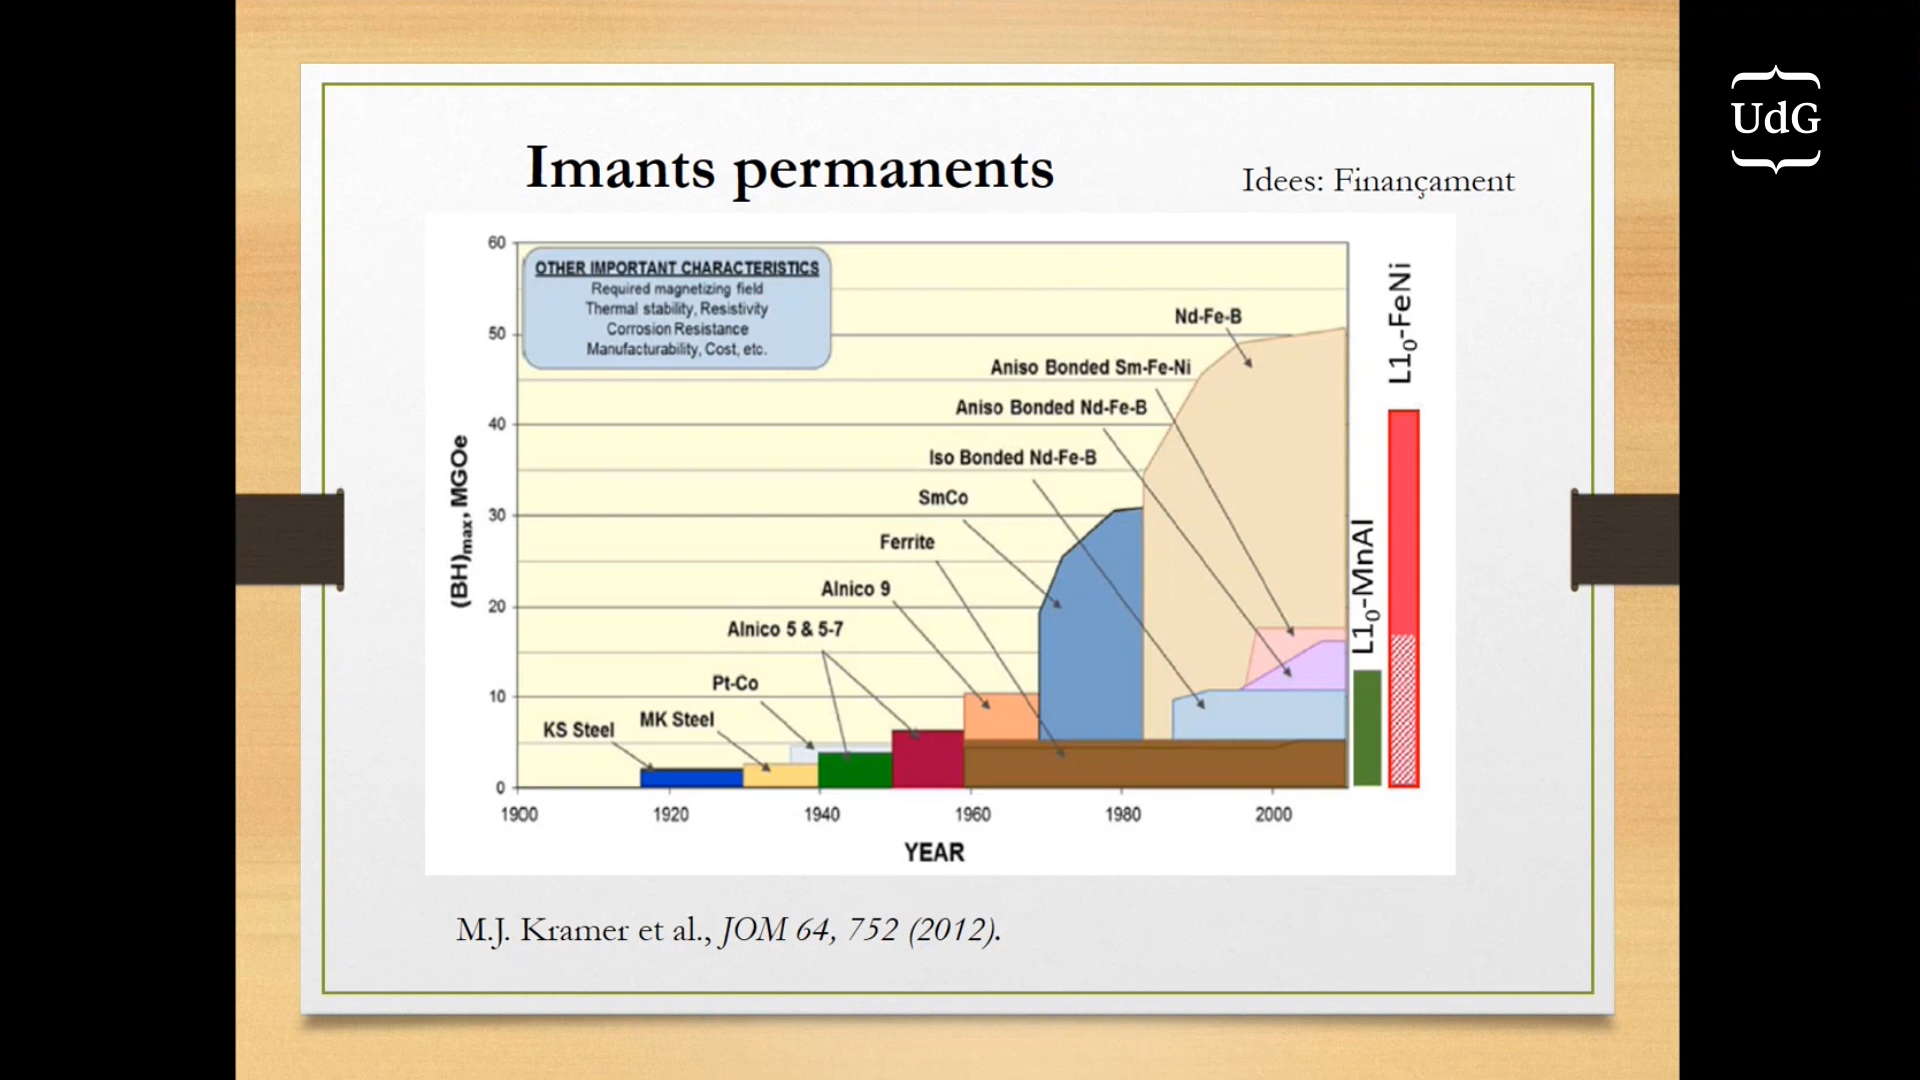 UdG
Imants permanents
Idees: Finançament
60
50
40
30
20
10
0
(BH)max, MGOe
OTHER IMPORTANT CHARACTERISTICS
Required magnetizing field
Thermal stability, Resistivity
Corrosion Resistance
Manufacturability, Cost, etc.
Nd-Fe-B
Aniso Bonded Sm-Fe-Ni
Aniso Bonded Nd-Fe-B
Iso Bonded Nd-Fe-B
SmCo
Ferrite
Alnico 9
Alnico 5 & 5-7
Pt-Co
MK Steel
KS Steel
L10-MnAl
L10-FeNi
1900 1920 1940 1960 1980 2000
YEAR
M.J. Kramer et al., JOM 64, 752 (2012).